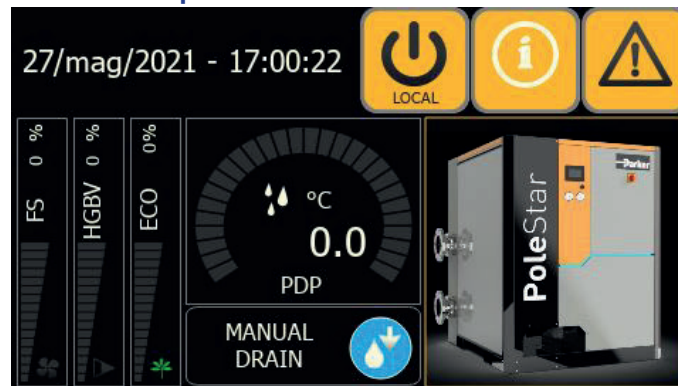 27/mag/2021 - 17:00:22
LOCAL
i
FS 0 %
HGBV 0 %
ECO 0%
°C
0.0
PDP
MANUAL
DRAIN
PoleStar
Parker